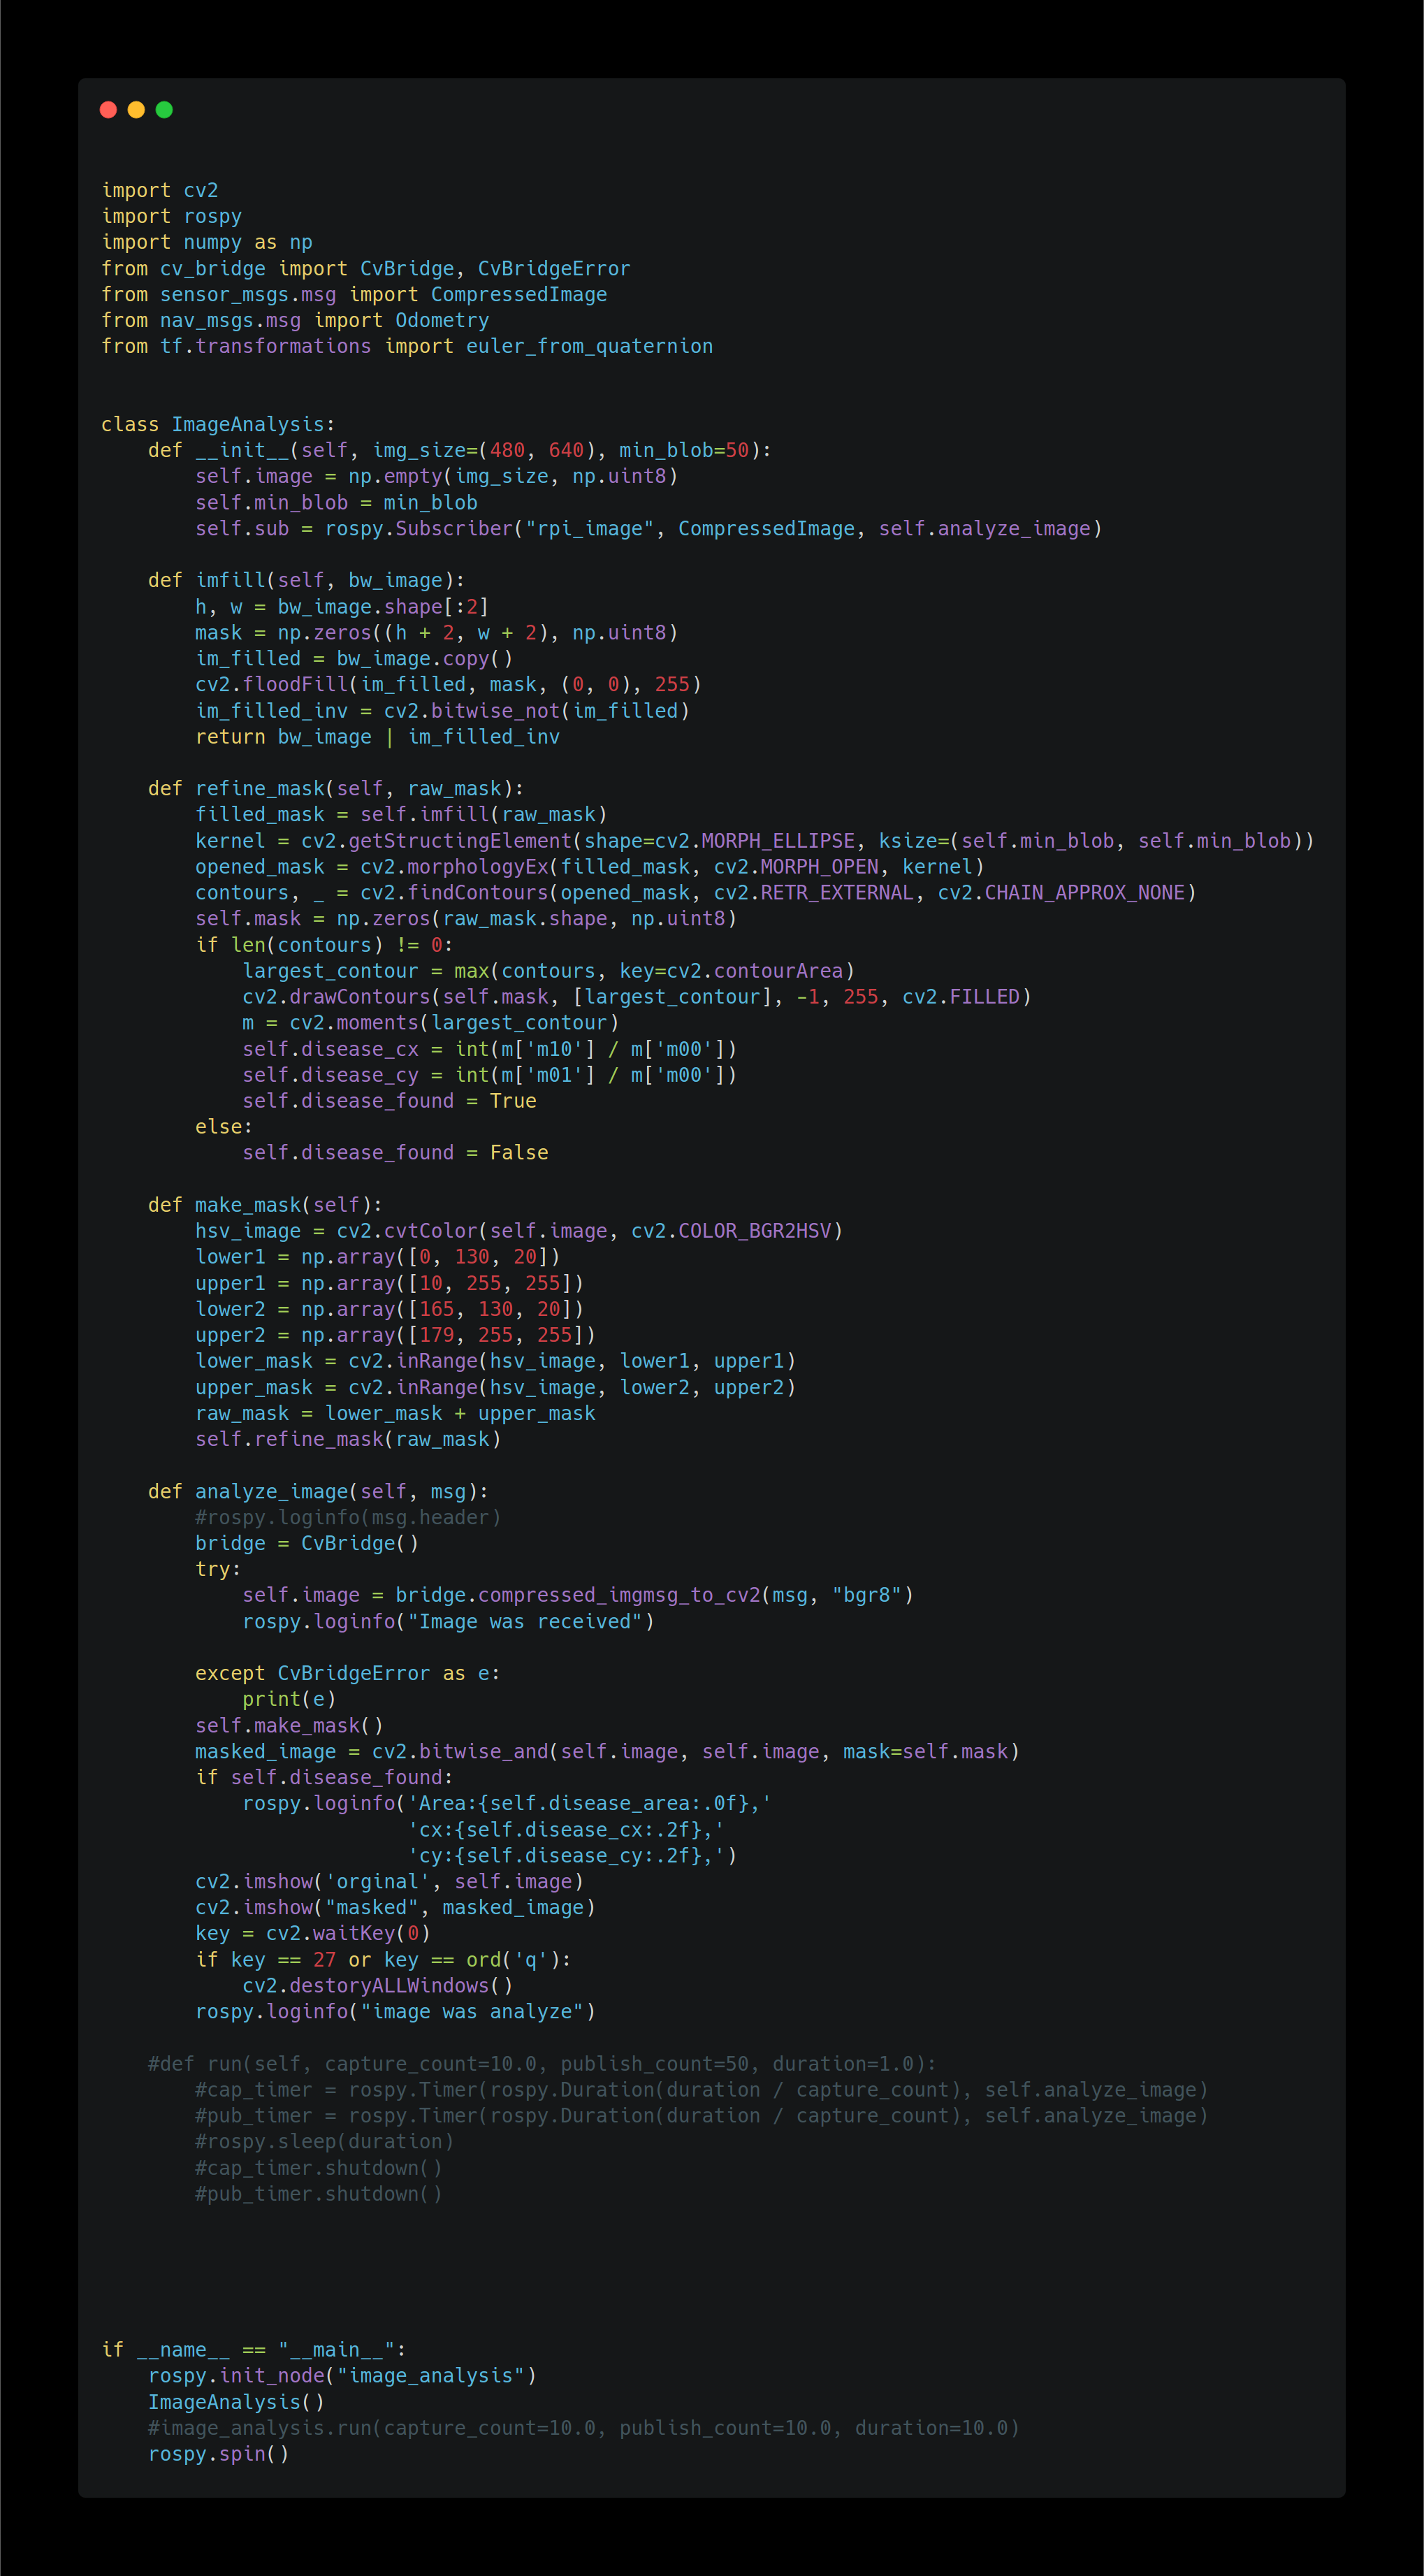 import cv2
import rospy
import numpy as np
from cv_bridge import CvBridge, CvBridgeError
from sensor_msgs.msg import CompressedImage
from nav_msgs.msg import Odometry
from tf.transformations import euler_from_quaternion


class ImageAnalysis:
    def __init__(self, img_size=(480, 640), min_blob=50):
        self.image = np.empty(img_size, np.uint8)
        self.min_blob = min_blob
        self.sub = rospy.Subscriber("rpi_image", CompressedImage, self.analyze_image)

    def imfill(self, bw_image):
        h, w = bw_image.shape[:2]
        mask = np.zeros((h + 2, w + 2), np.uint8)
        im_filled = bw_image.copy()
        cv2.floodFill(im_filled, mask, (0, 0), 255)
        im_filled_inv = cv2.bitwise_not(im_filled)
        return bw_image | im_filled_inv

    def refine_mask(self, raw_mask):
        filled_mask = self.imfill(raw_mask)
        kernel = cv2.getStructingElement(shape=cv2.MORPH_ELLIPSE, ksize=(self.min_blob, self.min_blob))
        opened_mask = cv2.morphologyEx(filled_mask, cv2.MORPH_OPEN, kernel)
        contours, _ = cv2.findContours(opened_mask, cv2.RETR_EXTERNAL, cv2.CHAIN_APPROX_NONE)
        self.mask = np.zeros(raw_mask.shape, np.uint8)
        if len(contours) != 0:
            largest_contour = max(contours, key=cv2.contourArea)
            cv2.drawContours(self.mask, [largest_contour], -1, 255, cv2.FILLED)
            m = cv2.moments(largest_contour)
            self.disease_cx = int(m['m10'] / m['m00'])
            self.disease_cy = int(m['m01'] / m['m00'])
            self.disease_found = True
        else:
            self.disease_found = False

    def make_mask(self):
        hsv_image = cv2.cvtColor(self.image, cv2.COLOR_BGR2HSV)
        lower1 = np.array([0, 130, 20])
        upper1 = np.array([10, 255, 255])
        lower2 = np.array([165, 130, 20])
        upper2 = np.array([179, 255, 255])
        lower_mask = cv2.inRange(hsv_image, lower1, upper1)
        upper_mask = cv2.inRange(hsv_image, lower2, upper2)
        raw_mask = lower_mask + upper_mask
        self.refine_mask(raw_mask)

    def analyze_image(self, msg):
        #rospy.loginfo(msg.header)
        bridge = CvBridge()
        try:
            self.image = bridge.compressed_imgmsg_to_cv2(msg, "bgr8")
            rospy.loginfo("Image was received")

        except CvBridgeError as e:
            print(e)
        self.make_mask()
        masked_image = cv2.bitwise_and(self.image, self.image, mask=self.mask)
        if self.disease_found:
            rospy.loginfo('Area:{self.disease_area:.0f},'
                          'cx:{self.disease_cx:.2f},'
                          'cy:{self.disease_cy:.2f},')
        cv2.imshow('orginal', self.image)
        cv2.imshow("masked", masked_image)
        key = cv2.waitKey(0)
        if key == 27 or key == ord('q'):
            cv2.destoryALLWindows()
        rospy.loginfo("image was analyze")

    #def run(self, capture_count=10.0, publish_count=50, duration=1.0):
        #cap_timer = rospy.Timer(rospy.Duration(duration / capture_count), self.analyze_image)
        #pub_timer = rospy.Timer(rospy.Duration(duration / capture_count), self.analyze_image)
        #rospy.sleep(duration)
        #cap_timer.shutdown()
        #pub_timer.shutdown()




if __name__ == "__main__":
    rospy.init_node("image_analysis")
    ImageAnalysis()
    #image_analysis.run(capture_count=10.0, publish_count=10.0, duration=10.0)
    rospy.spin()